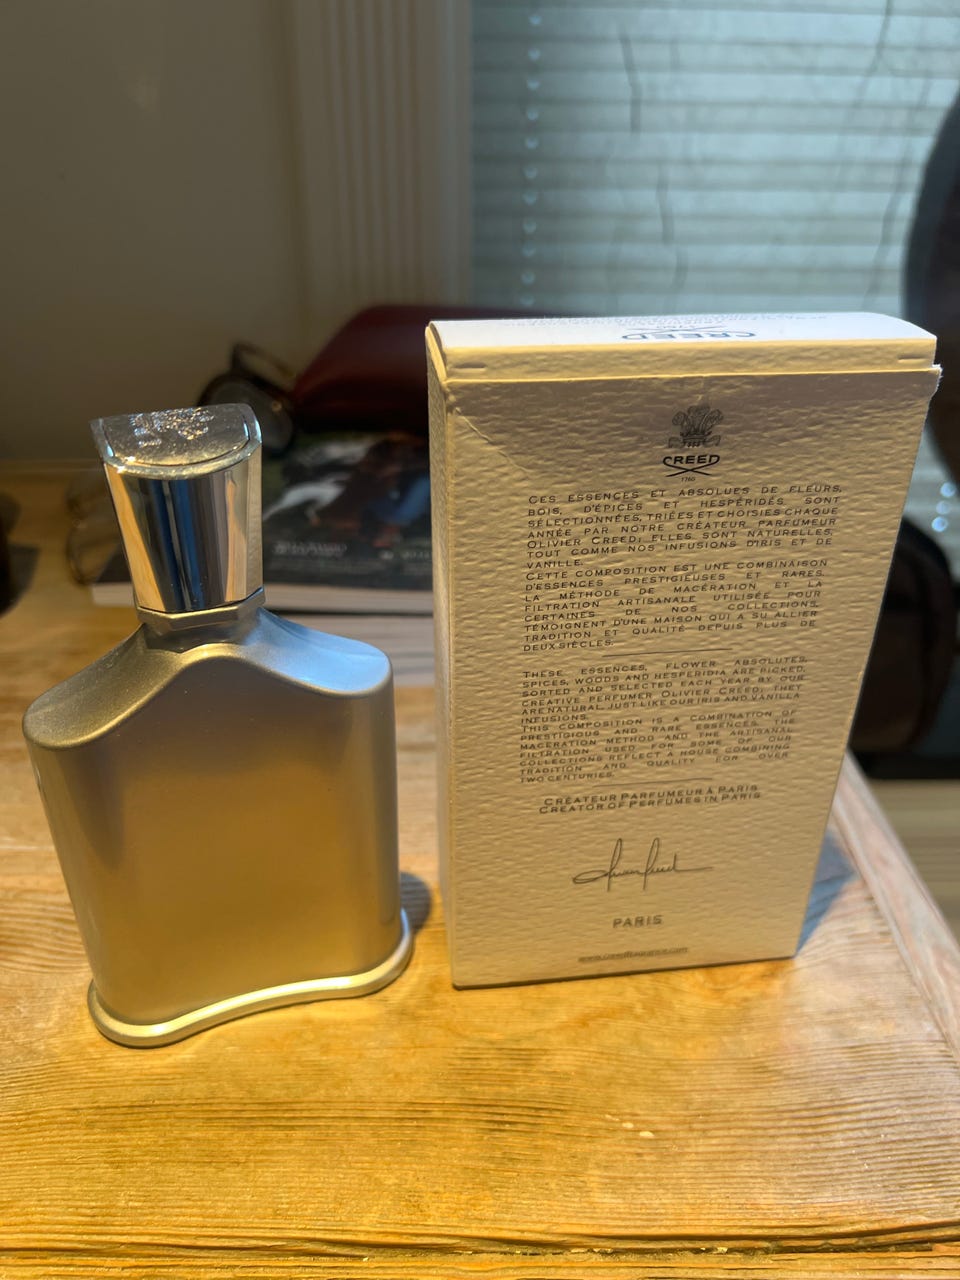 CREED
CREED
1760
CES ESSENCES ET ABSOLUES DE FLEURS,
BOIS, D'ÉPICES ET HESPÉRIDÉS SONT
SÉLECTIONNÉES, TRIÉES ET CHOISIES CHAQUE
ANNÉE PAR NOTRE CRÉATEUR PARFUMEUR
OLIVIER CREED; ELLES SONT NATURELLES,
TOUT COMME NOS INFUSIONS D'IRIS ET DE
VANILLE.
CETTE COMPOSITION EST UNE COMBINAISON
D'ESSENCES PRESTIGIEUSES ET RARES.
LA MÉTHODE DE MACÉRATION ET LA
FILTRATION ARTISANALE UTILISÉE POUR
CERTAINES DE NOS COLLECTIONS,
TÉMOIGNENT D'UNE MAISON QUI A SU ALLIER
TRADITION ET QUALITÉ DEPUIS PLUS DE
DEUX SIÈCLES.
THESE ESSENCES, FLOWER ABSOLUTES,
SPICES, WOODS AND HESPERIDIA ARE PICKED,
SORTED AND SELECTED EACH YEAR BY OUR
CREATIVE PERFUMER OLIVIER CREED; THEY
ARE NATURAL, JUST LIKE OUR IRIS AND VANILLA
INFUSIONS.
THIS COMPOSITION IS A COMBINATION OF
PRESTIGIOUS AND RARE ESSENCES. THE
MACERATION METHOD AND THE ARTISANAL
FILTRATION USED FOR SOME OF OUR
COLLECTIONS REFLECT A HOUSE COMBINING
TRADITION AND QUALITY FOR OVER
TWO CENTURIES.
CRÉATEUR PARFUMEUR À PARIS
CREATOR OF PERFUMES IN PARIS
PARIS